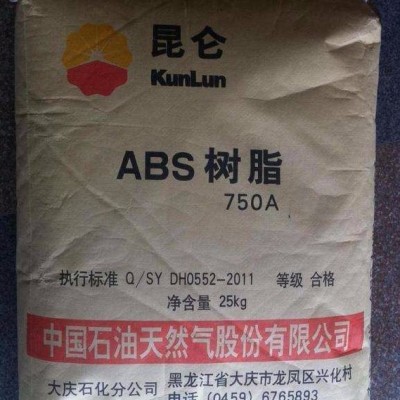 昆仑
KunLun
ABS 树脂
750A
执行标准 Q/SY DH0552-2011 等级 合格
净含量 25kg
中国石油天然气股份有限公司
大庆石化分公司 黑龙江省大庆市龙凤区兴化村
电话 (0459) 6765893